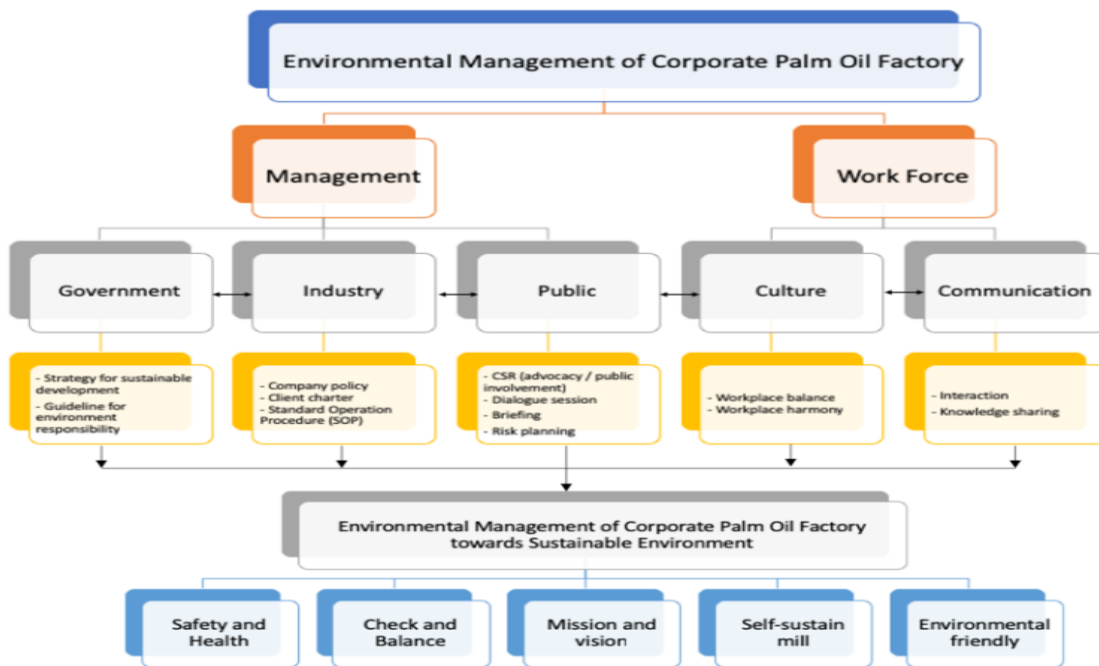 Environmental Management of Corporate Palm Oil Factory
Management
Work Force
Government
Industry
Public
Culture
Communication
- Strategy for sustainable
development
- Guideline for
environment
responsibility
- Company policy
- Client charter
- Standard Operation
Procedure (SOP)
- CSR (advocacy / public
involvement)
- Dialogue session
- Briefing
- Risk planning
- Workplace balance
- Workplace harmony
- Interaction
- Knowledge sharing
Environmental Management of Corporate Palm Oil Factory
towards Sustainable Environment
Safety and
Health
Check and
Balance
Mission and
vision
Self-sustain
mill
Environmental
friendly